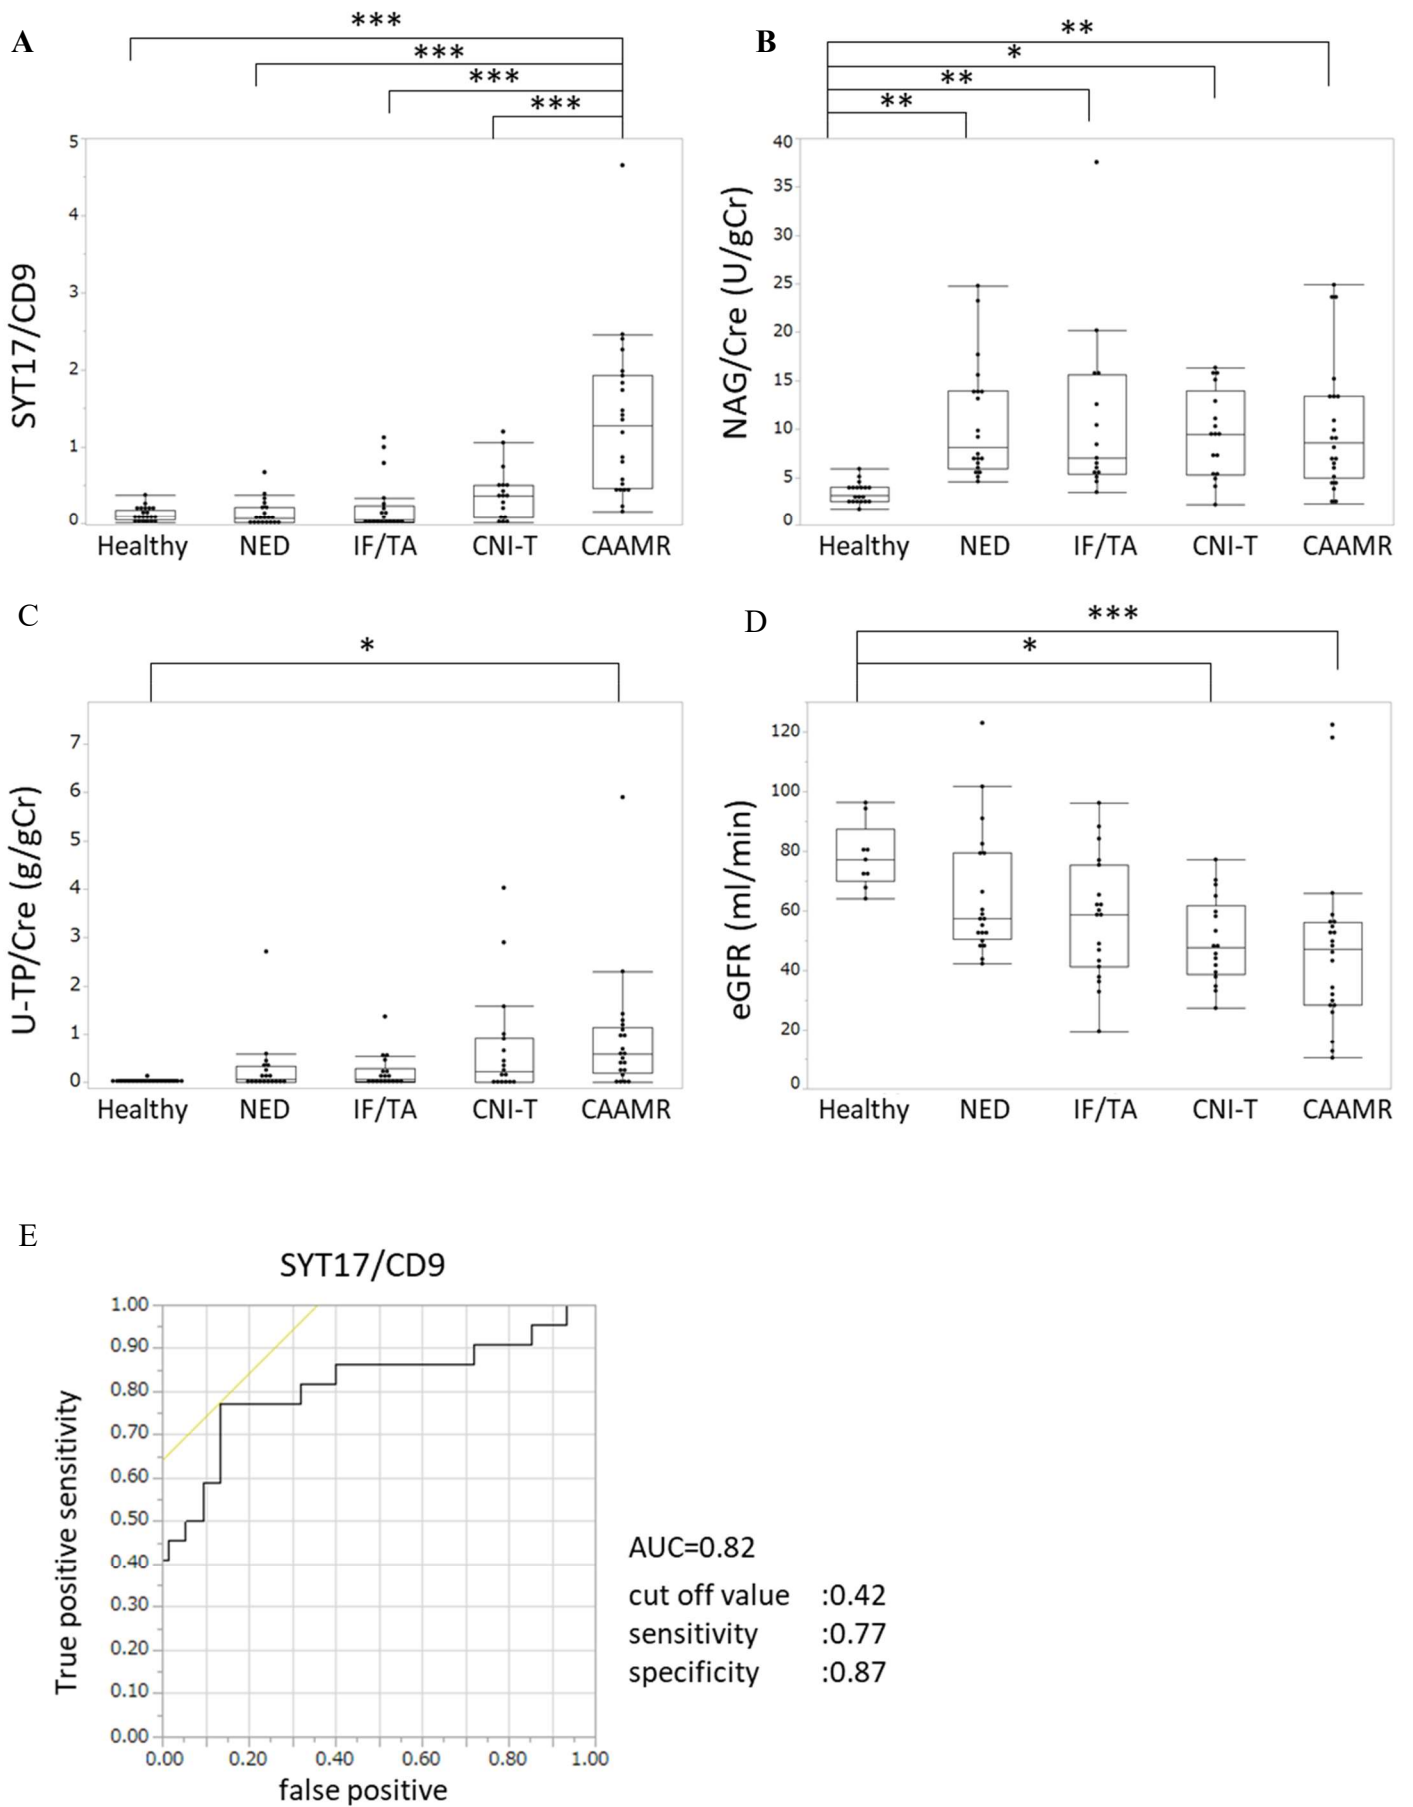 A
***
***
***
***
SYT17/CD9
5
4
3
2
1
0
Healthy NED IF/TA CNI-T CAAMR
B
**
*
**
**
NAG/Cre (U/gCr)
40
35
30
25
20
15
10
5
0
Healthy NED IF/TA CNI-T CAAMR
C
*
U-TP/Cre (g/gCr)
7
6
5
4
3
2
1
0
Healthy NED IF/TA CNI-T CAAMR
D
***
*
eGFR (ml/min)
120
100
80
60
40
20
0
Healthy NED IF/TA CNI-T CAAMR
E
SYT17/CD9
True positive sensitivity
1.00
0.90
0.80
0.70
0.60
0.50
0.40
0.30
0.20
0.10
0.00
0.00 0.20 0.40 0.60 0.80 1.00
false positive
AUC=0.82
cut off value :0.42
sensitivity :0.77
specificity :0.87